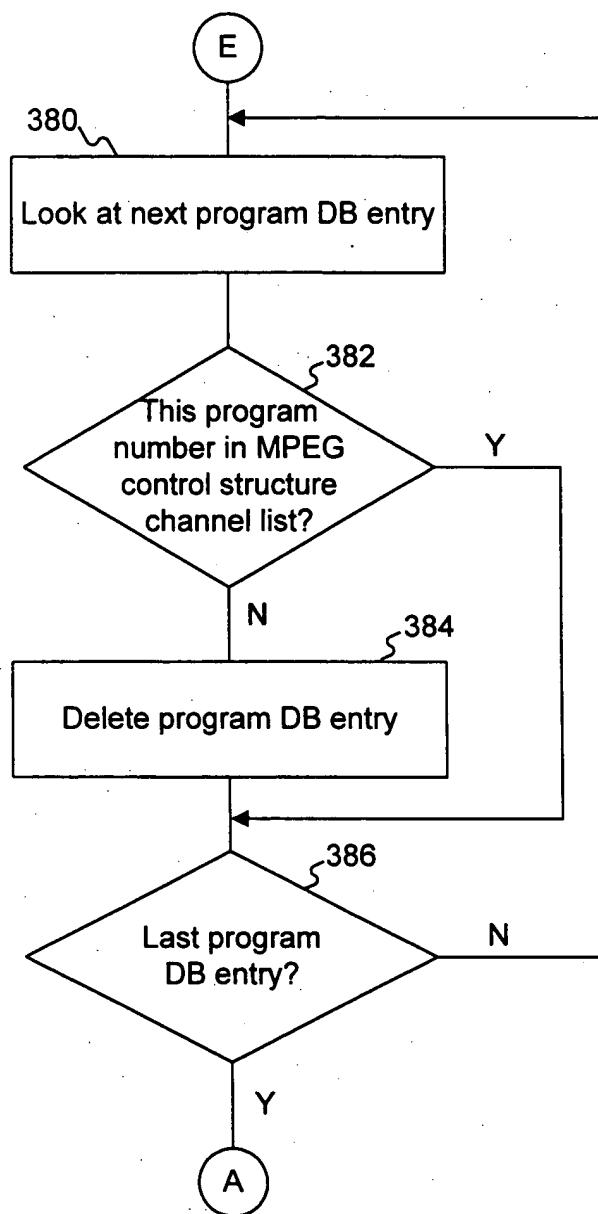 E
380
Look at next program DB entry
382
This program
number in MPEG
control structure
channel list?
Y
N
384
Delete program DB entry
386
Last program
DB entry?
N
Y
A